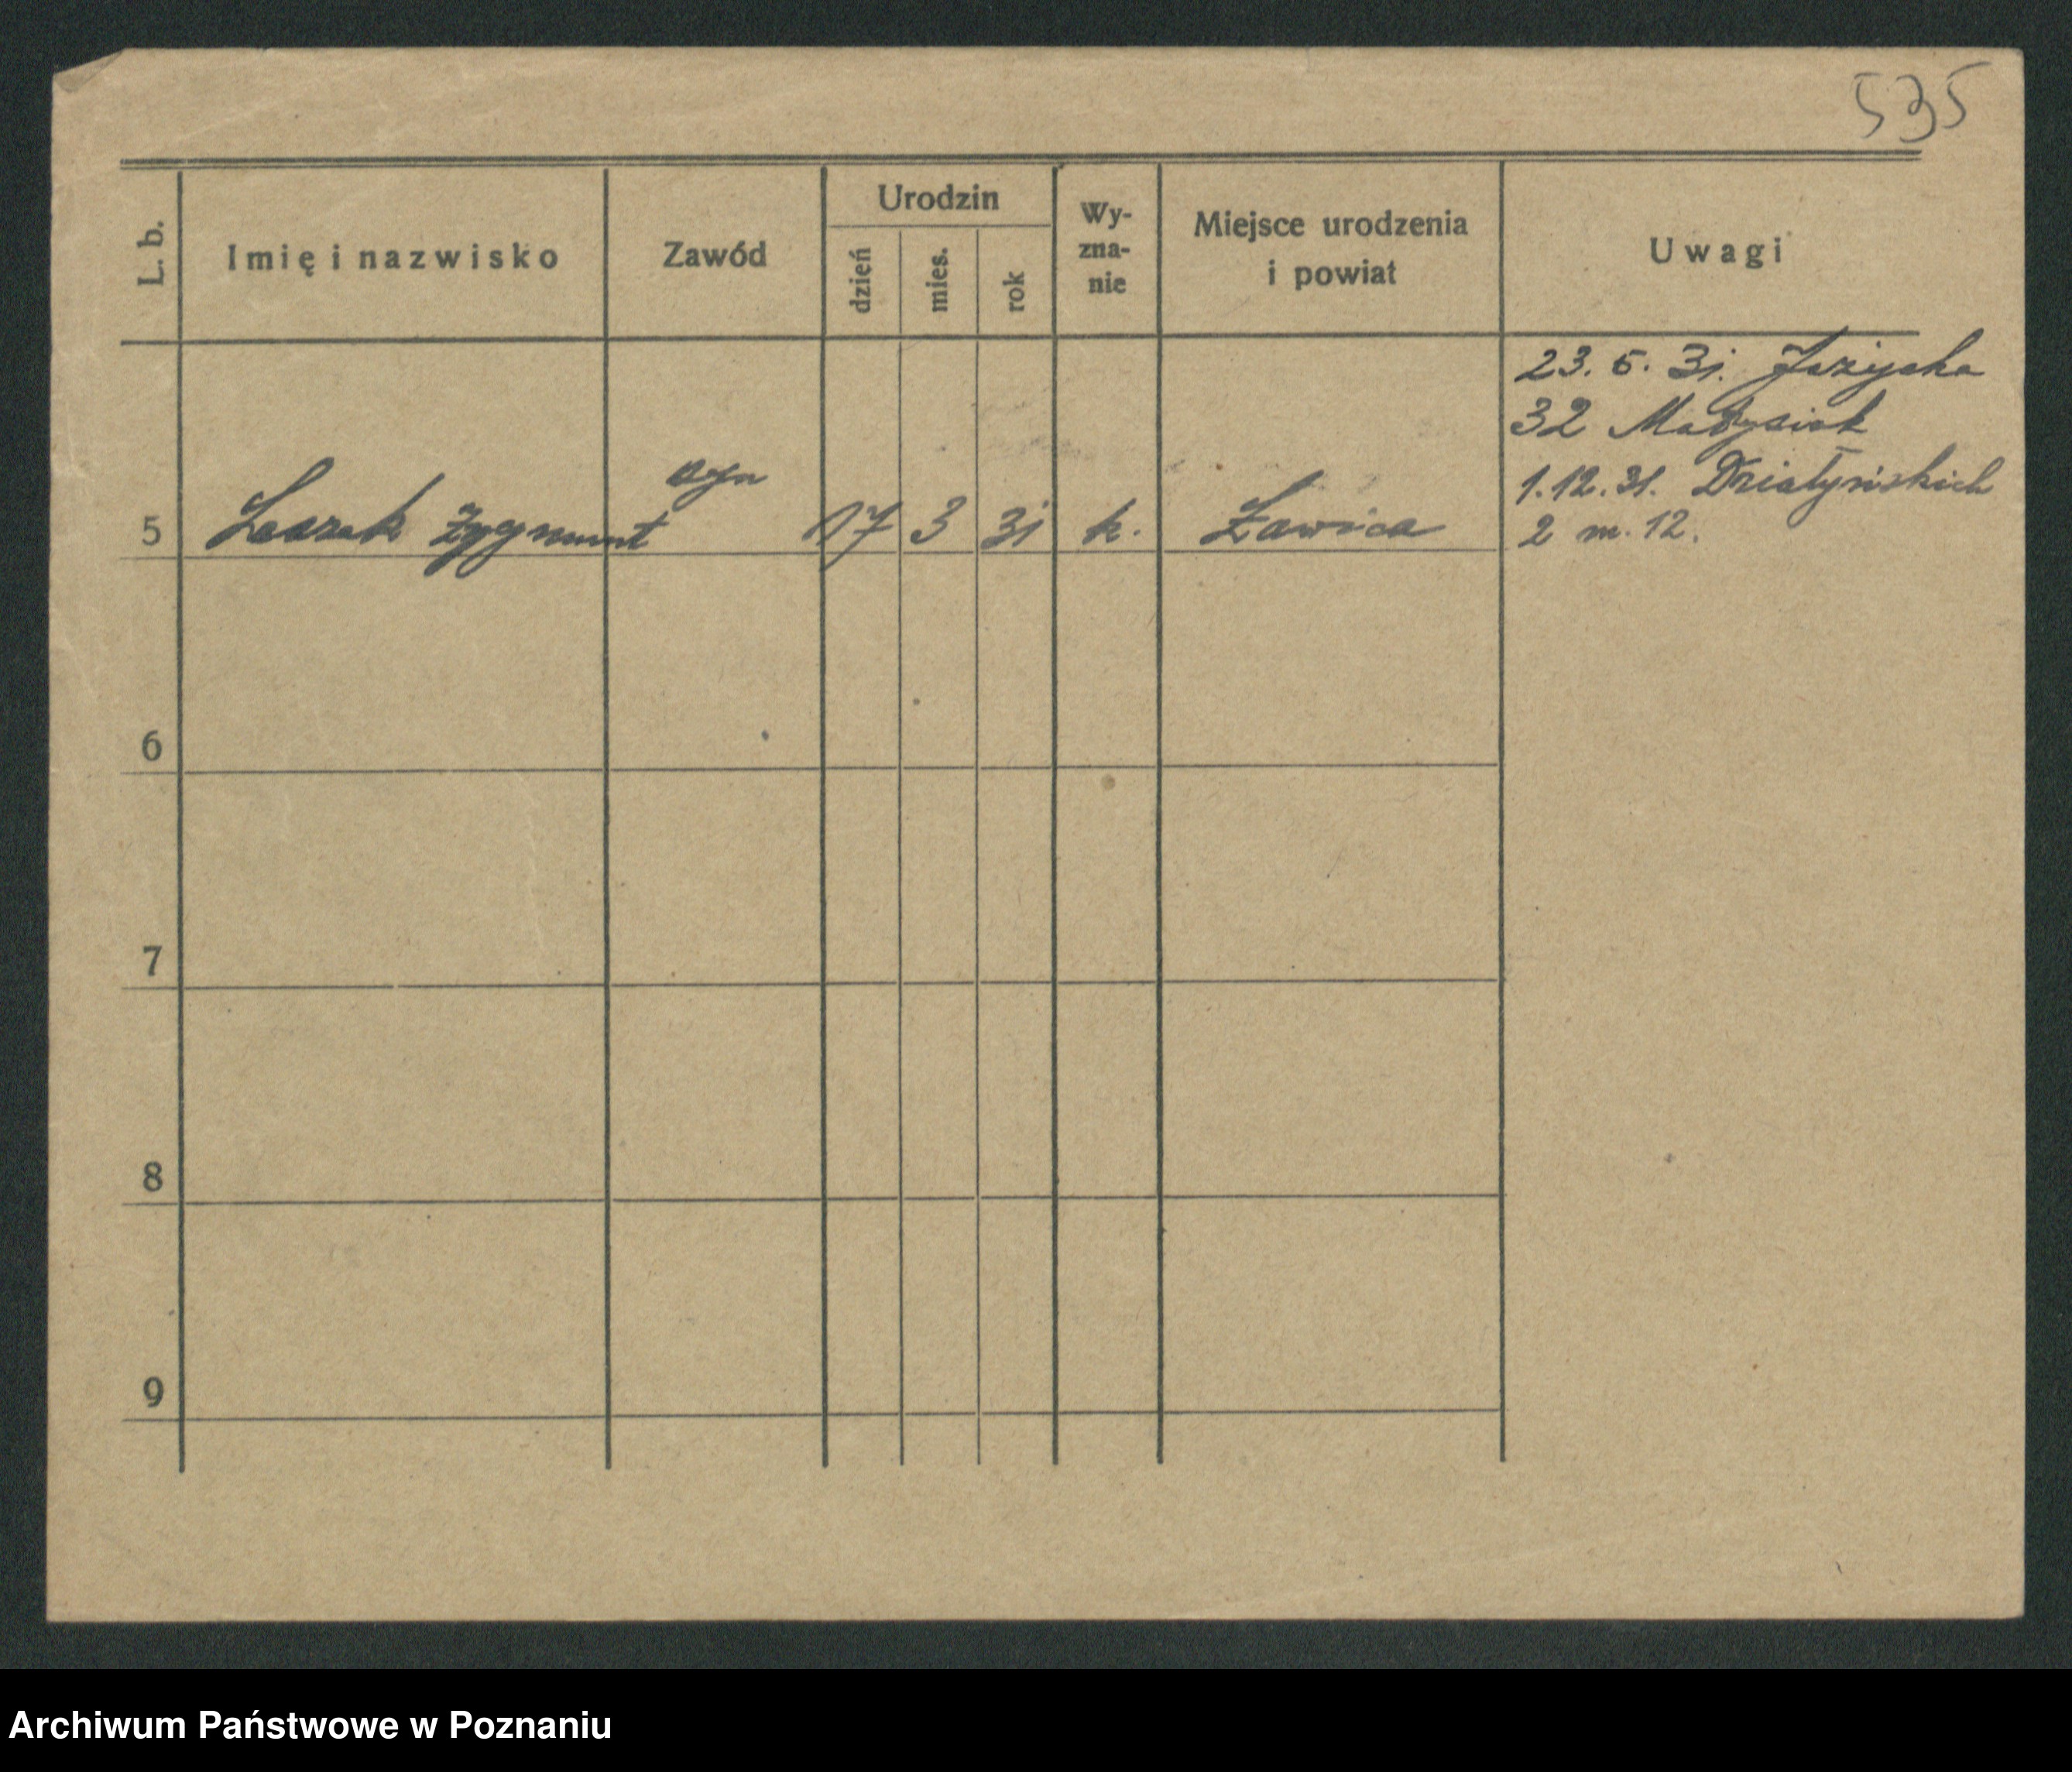 535
L. b. Imię i nazwisko Zawód Urodzin dzień mies. rok Wy-zna-nie Miejsce urodzenia i powiat Uwagi
23. 5. 31.
32 Matysiak
1.12.31. Działyńskich
2 m. 12.
5 Leszek Zygmunt syn 17 3 31 k. Ławica
6
7
8
9
Archiwum Państwowe w Poznaniu